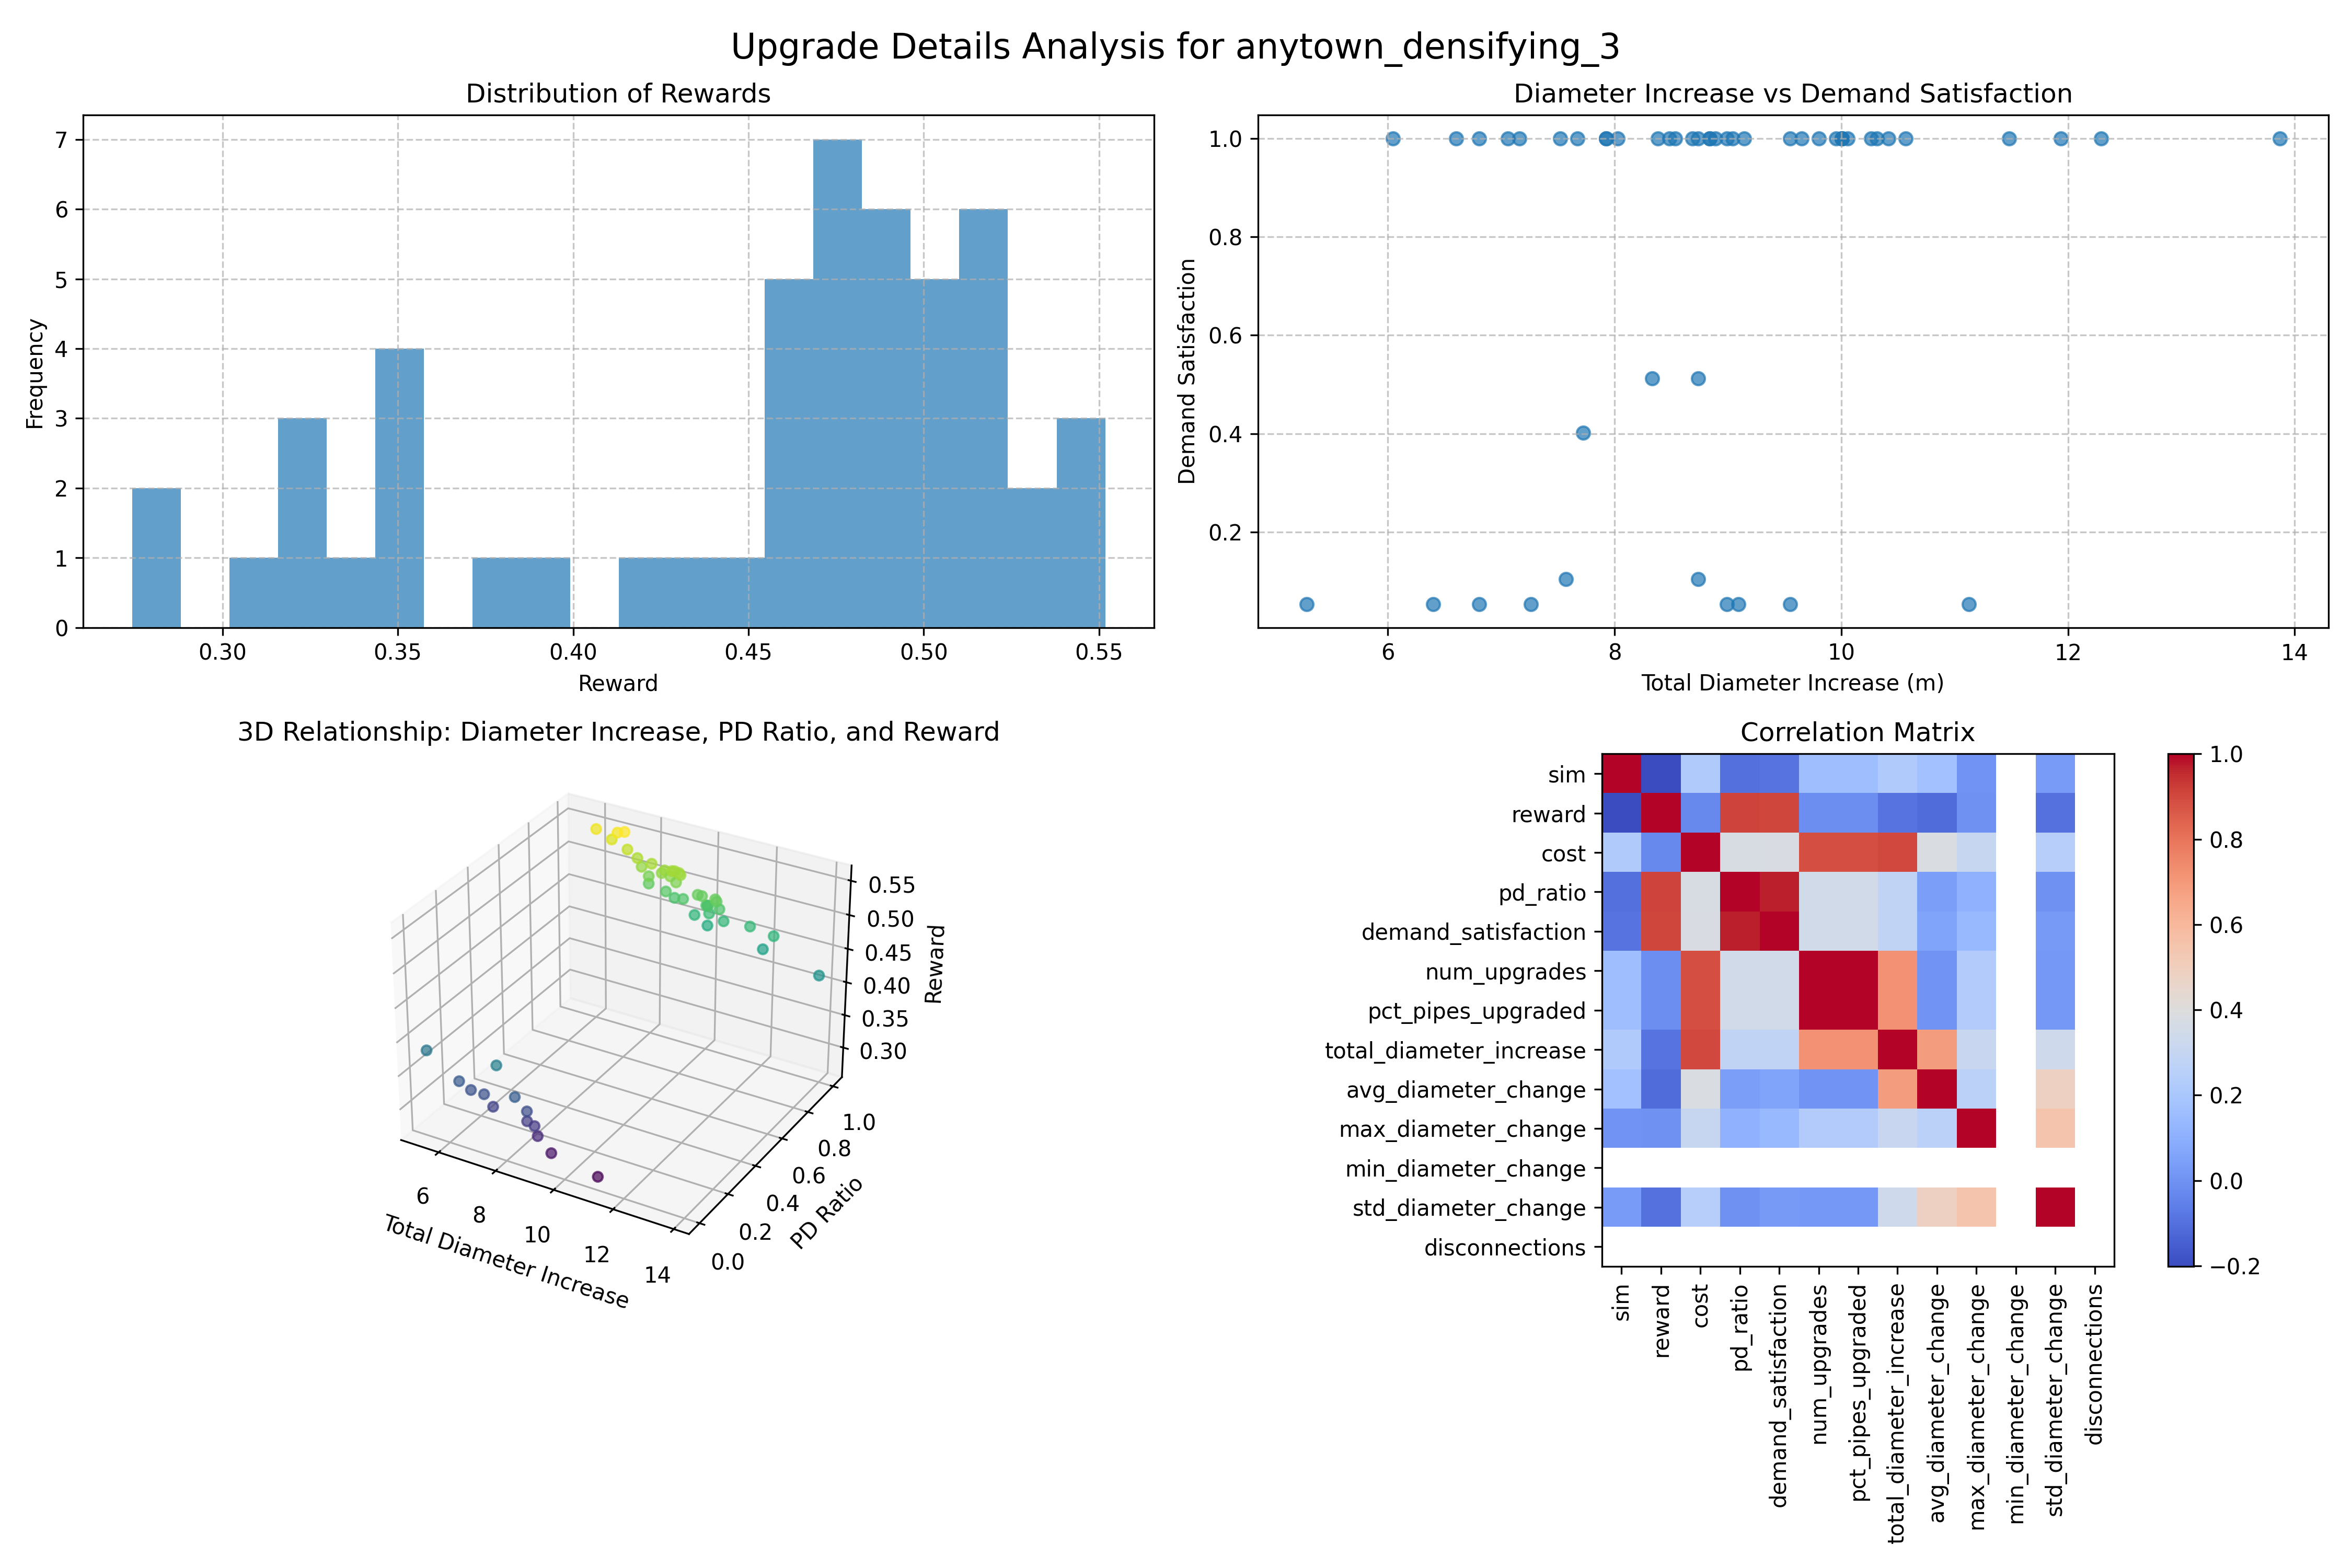 Upgrade Details Analysis for anytown_densifying_3
Distribution of Rewards
7
6
5
4
3
2
1
0
Frequency
0.30 0.35 0.40 0.45 0.50 0.55
Reward
Diameter Increase vs Demand Satisfaction
1.0
0.8
0.6
0.4
0.2
Demand Satisfaction
6 8 10 12 14
Total Diameter Increase (m)
3D Relationship: Diameter Increase, PD Ratio, and Reward
0.55
0.50
0.45
0.40
0.35
0.30
Reward
1.0
0.8
0.6
0.4
0.2
0.0
PD Ratio
6
8
10
12
14
Total Diameter Increase
Correlation Matrix
sim
reward
cost
pd_ratio
demand_satisfaction
num_upgrades
pct_pipes_upgraded
total_diameter_increase
avg_diameter_change
max_diameter_change
min_diameter_change
std_diameter_change
disconnections
sim
reward
cost
pd_ratio
demand_satisfaction
num_upgrades
pct_pipes_upgraded
total_diameter_increase
avg_diameter_change
max_diameter_change
min_diameter_change
std_diameter_change
disconnections
1.0
0.8
0.6
0.4
0.2
0.0
−0.2